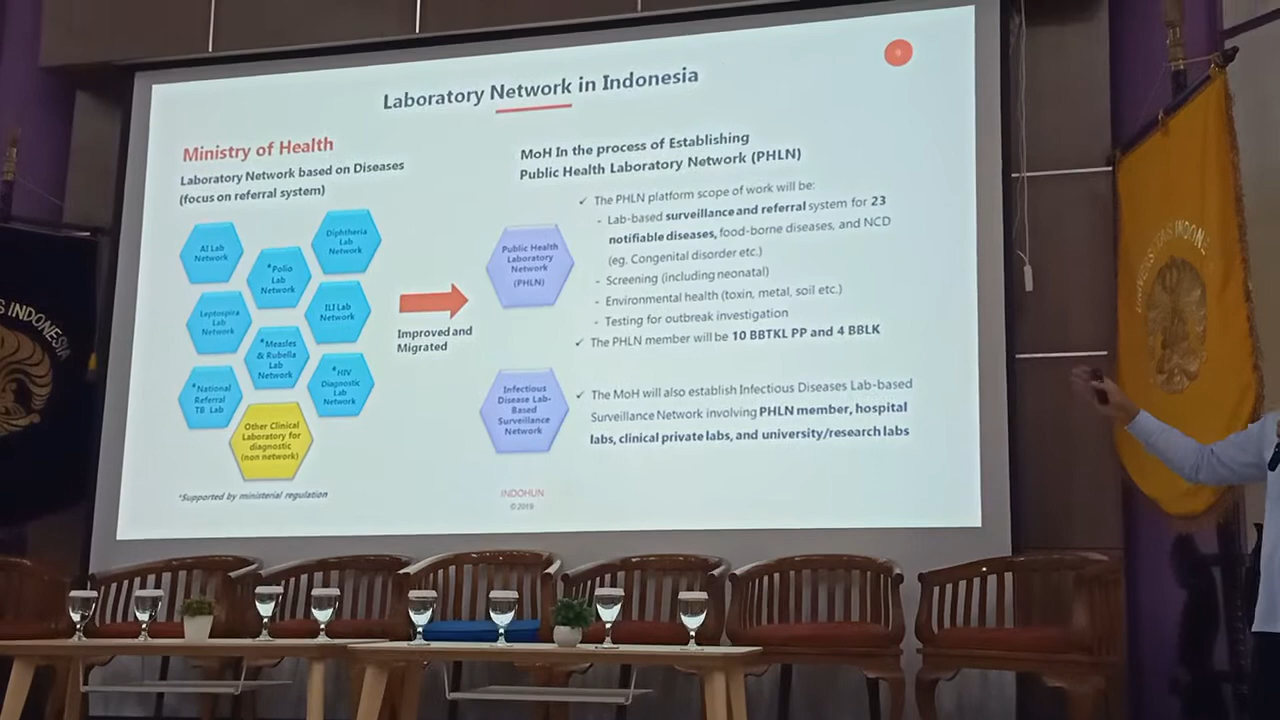 Laboratory Network in Indonesia
Ministry of Health
Laboratory Network based on Diseases
(focus on referral system)
AI Lab
Network
Diphtheria
Lab
Network
*Polio
Lab
Network
Leptospira
Lab
Network
ILI Lab
Network
*Measles
& Rubella
Lab
Network
*National
Referral
TB Lab
*HIV
Diagnostic
Lab
Network
Other Clinical
Laboratory for
diagnostic
(non network)
*Supported by ministerial regulation
Improved and
Migrated
MoH In the process of Establishing
Public Health Laboratory Network (PHLN)
Public Health
Laboratory
Network
(PHLN)
✓ The PHLN platform scope of work will be:
- Lab-based surveillance and referral system for 23
notifiable diseases, food-borne diseases, and NCD
(eg. Congenital disorder etc.)
- Screening (including neonatal)
- Environmental health (toxin, metal, soil etc.)
- Testing for outbreak investigation
✓ The PHLN member will be 10 BBTKL PP and 4 BBLK
Infectious
Disease Lab-
Based
Surveillance
Network
✓ The MoH will also establish Infectious Diseases Lab-based
Surveillance Network involving PHLN member, hospital
labs, clinical private labs, and university/research labs
INDOHUN
©2019
S INDONESIA
UNIVERSITAS INDONE